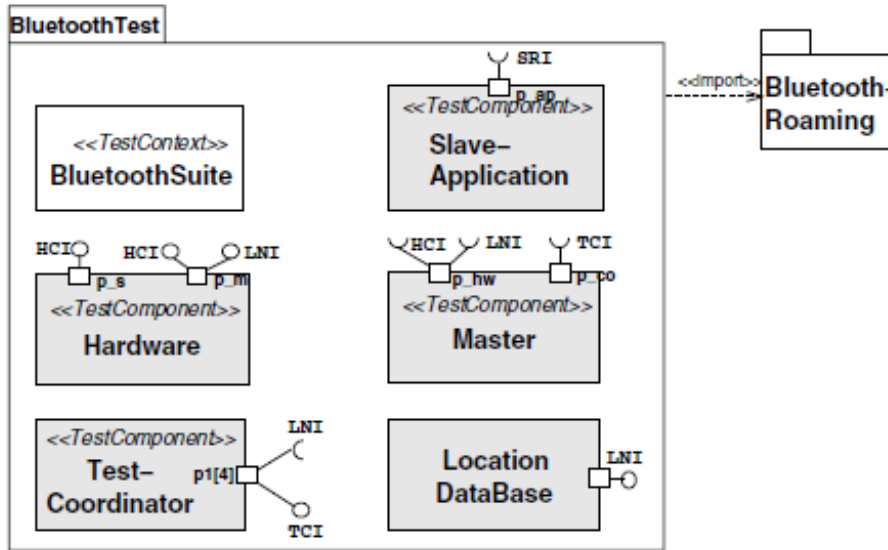 BluetoothTest
SRI
p_ap
<<TestComponent>>
Slave-
Application
<<TestContext>>
BluetoothSuite
<<import>>
Bluetooth-
Roaming
HCI
HCI
LNI
p_s
p_m
<<TestComponent>>
Hardware
HCI
LNI
TCI
p_hw
p_co
<<TestComponent>>
Master
<<TestComponent>>
Test-
Coordinator
p1[4]
LNI
TCI
Location
DataBase
LNI